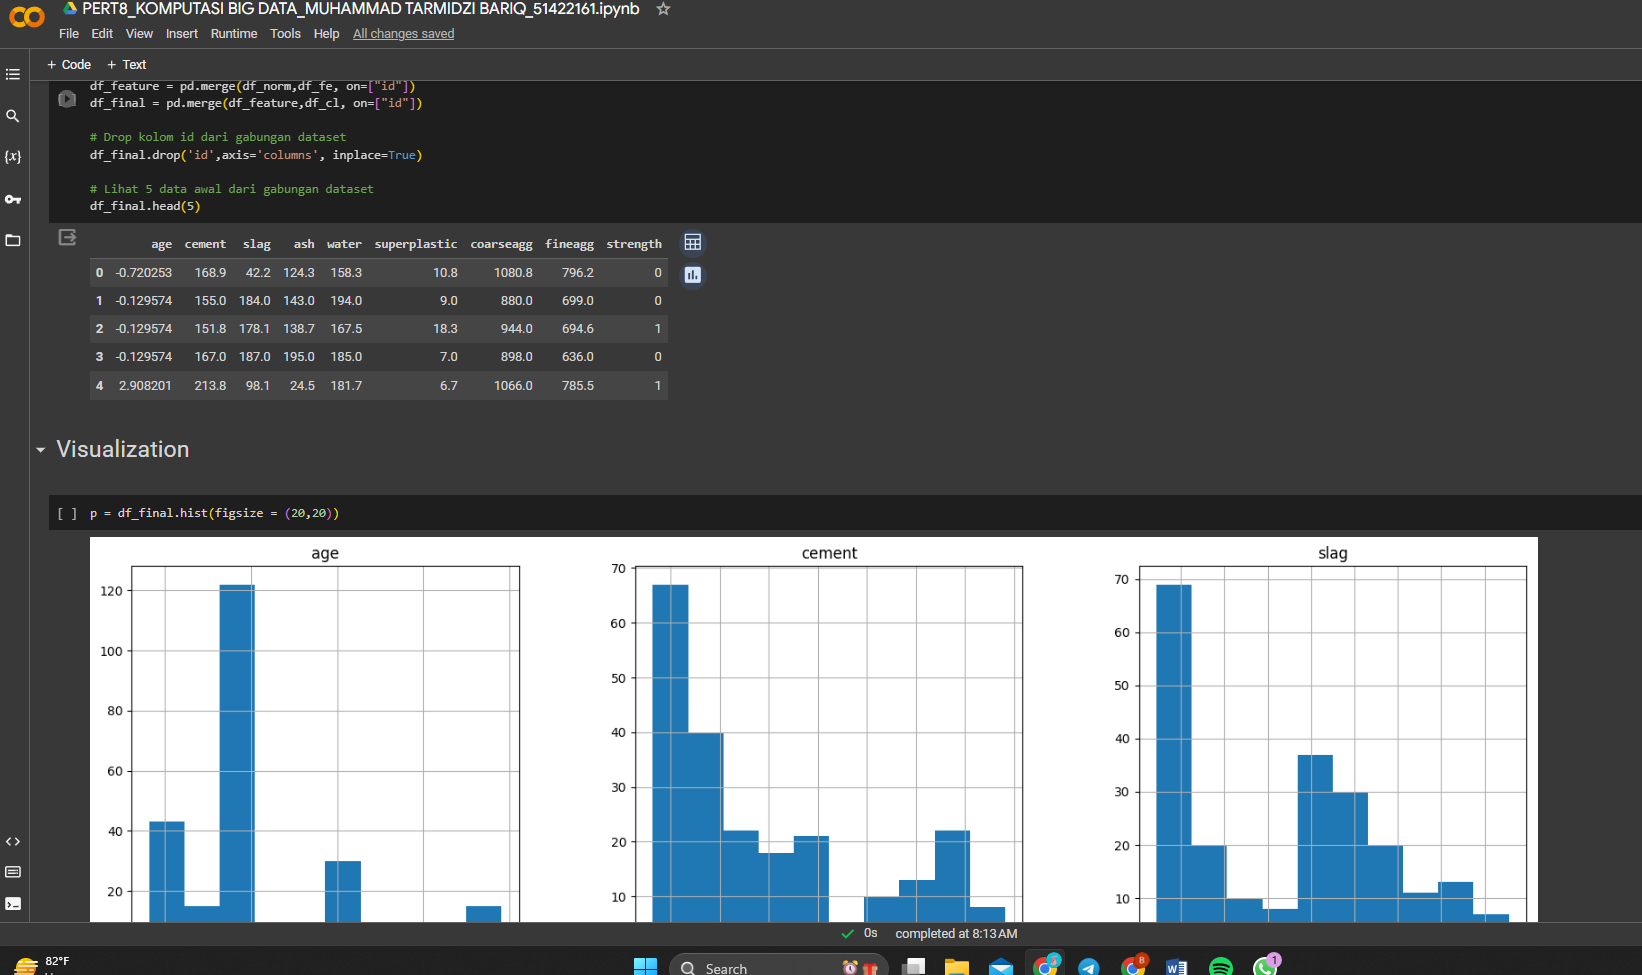 PERT8_KOMPUTASI BIG DATA_MUHAMMAD TARMIDZI BARIQ_51422161.ipynb
File Edit View Insert Runtime Tools Help All changes saved
+ Code + Text
df_feature = pd.merge(df_norm,df_fe, on=["id"])
df_final = pd.merge(df_feature,df_cl, on=["id"])
# Drop kolom id dari gabungan dataset
df_final.drop('id',axis='columns', inplace=True)
# Lihat 5 data awal dari gabungan dataset
df_final.head(5)
age cement slag ash water superplastic coarseagg fineagg strength
0 -0.720253 168.9 42.2 124.3 158.3 10.8 1080.8 796.2 0
1 -0.129574 155.0 184.0 143.0 194.0 9.0 880.0 699.0 0
2 -0.129574 151.8 178.1 138.7 167.5 18.3 944.0 694.6 1
3 -0.129574 167.0 187.0 195.0 185.0 7.0 898.0 636.0 0
4 2.908201 213.8 98.1 24.5 181.7 6.7 1066.0 785.5 1
Visualization
[ ] p = df_final.hist(figsize = (20,20))
age
120
100
80
60
40
20
cement
70
60
50
40
30
20
10
slag
70
60
50
40
30
20
10
0s completed at 8:13 AM
82°F
Search